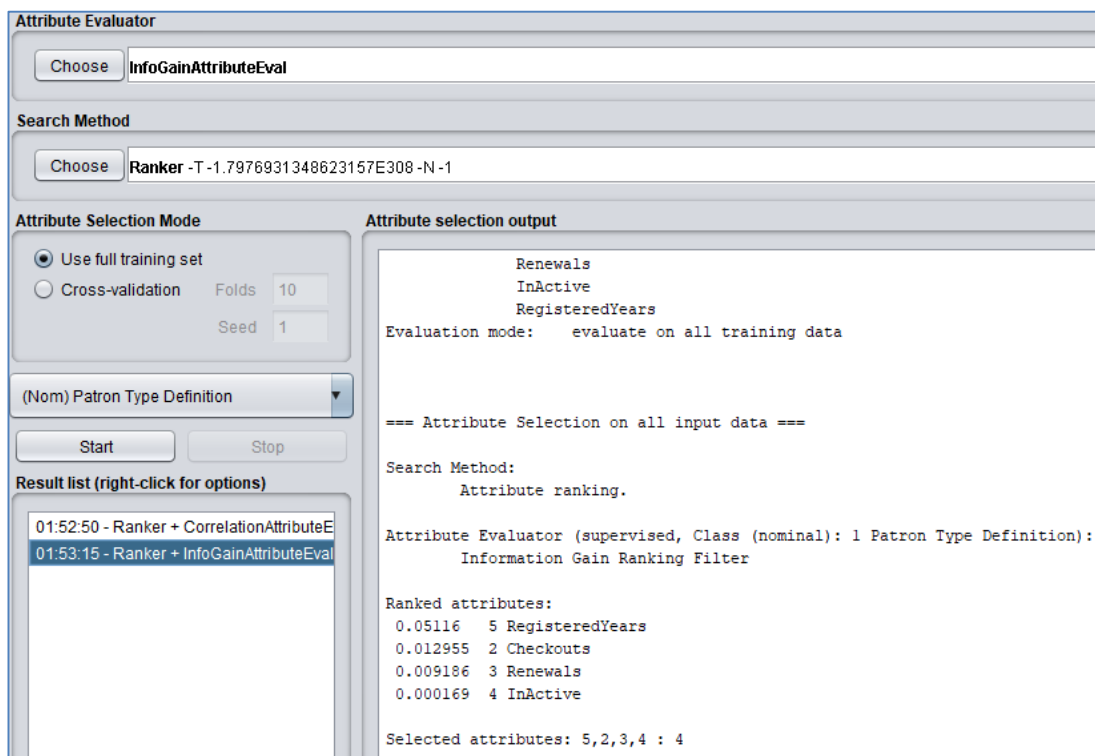 Attribute Evaluator
Choose InfoGainAttributeEval
Search Method
Choose Ranker -T -1.7976931348623157E308 -N -1
Attribute Selection Mode
Use full training set
Cross-validation Folds 10
Seed 1
(Nom) Patron Type Definition
Start Stop
Result list (right-click for options)
01:52:50 - Ranker + CorrelationAttributeE
01:53:15 - Ranker + InfoGainAttributeEval
Attribute selection output
Renewals
InActive
RegisteredYears
Evaluation mode: evaluate on all training data
=== Attribute Selection on all input data ===
Search Method:
Attribute ranking.
Attribute Evaluator (supervised, Class (nominal): 1 Patron Type Definition):
Information Gain Ranking Filter
Ranked attributes:
0.05116 5 RegisteredYears
0.012955 2 Checkouts
0.009186 3 Renewals
0.000169 4 InActive
Selected attributes: 5,2,3,4 : 4